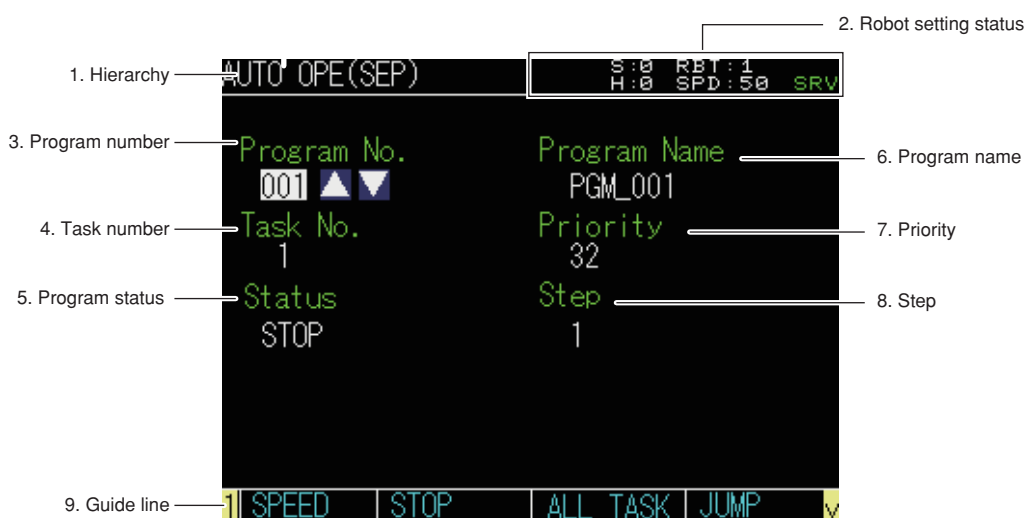 2. Robot setting status
1. Hierarchy
AUTO OPE(SEP)
S:0 RBT:1
H:0 SPD:50 SRV
3. Program number
Program No.
001
Program Name
PGM_001
6. Program name
4. Task number
Task No.
1
Priority
32
7. Priority
5. Program status
Status
STOP
Step
1
8. Step
9. Guide line
1 SPEED STOP ALL TASK JUMP v